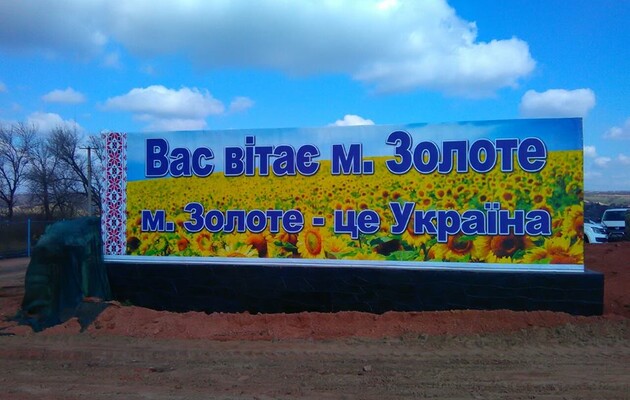 Вас вітає м. Золоте
м. Золоте - це Україна